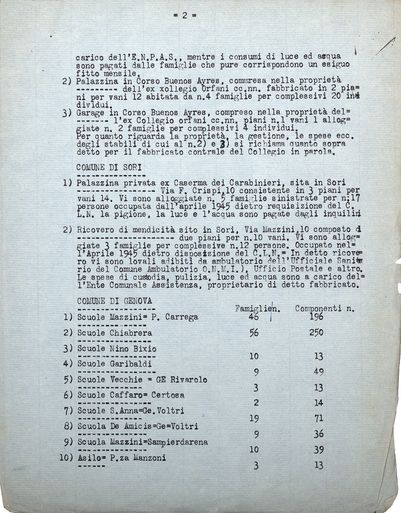 = 2 =
carico dell'E.N.P.A.S., mentre i consumi di luce ed acqua
sono pagati dalle famiglie che pure corrispondono un esiguo
fitto mensile.
2) Palazzina in Corso Buenos Ayres, compresa nella proprietà
--------- dell'ex xollegio Orfani cc.nn. fabbricato in 2 pia=
ni per vani 12 abitata da n.4 famiglie per complessivi 20 ind
dividui.
3) Garage in Corso Buenos Ayres, compreso nella proprietà del=
------ l'ex Collegio orfani cc.nn, piani n.1 vani 1 allog=
giate n. 2 famiglie per complessivi 4 individui.
Per quanto riguarda la proprietà, la gestione, le spese ecc.
degli stabili di cui al n.2) e 3) si richiama quanto sopra
detto per il fabbricato contrale del Collegio in parola.
COMUNE DI SORI
1) Palazzina privata ex Caserma dei Carabinieri, sita in Sori
--------- Via F. Crispi,10 consistente in 3 piani per
vani 14. Vi sono alloggiate n. 5 famiglie sinistrate per n.17
persone occupata dall'aprile 1945 dietro requisizione del C.
L.N. la pigione, la luce e l'acqua sono pagate dagli inquilini
2) Ricovero di mendicità sito in Sori, Via Mazzini,10 composto d
due piani per n.10 vani. Vi sono allog=
giate 3 famiglie per complessive n.12 persone. Occupato nel=
l'Aprile 1945 dietro disposizione del C.L.N.= In detto ricove=
ro vi sono lovali adibiti da ambulatorio dell'Ufficiale Sanita
rio del Comune Ambulatorio O.N.M.I.), Ufficio Postale e altro.
Le spese di custodia, pulizia, luce ed acqua sono a carico del=
l'Ente Comunale Assistenza, proprietario di detto fabbricato.
COMUNE DI GENOVA
Famiglie n. Componenti n.
1) Scuole Mazzini= P. Carrega 46 196
2) Scuole Chiabrera 56 250
3) Scuole Nino Bixio
10 13
4) Scuole Garibaldi
9 49
5) Scuole Vecchie = GE Rivarolo
3 13
6) Scuole Caffaro= Certosa
2 14
7) Scuole S.Anna=Ge.Voltri
19 71
8) Scuola De Amicis=Ge=Voltri
9 36
9) Scuola Mazzini=Sampierdarena
10 39
10) Asilo= P.za Manzoni
3 13